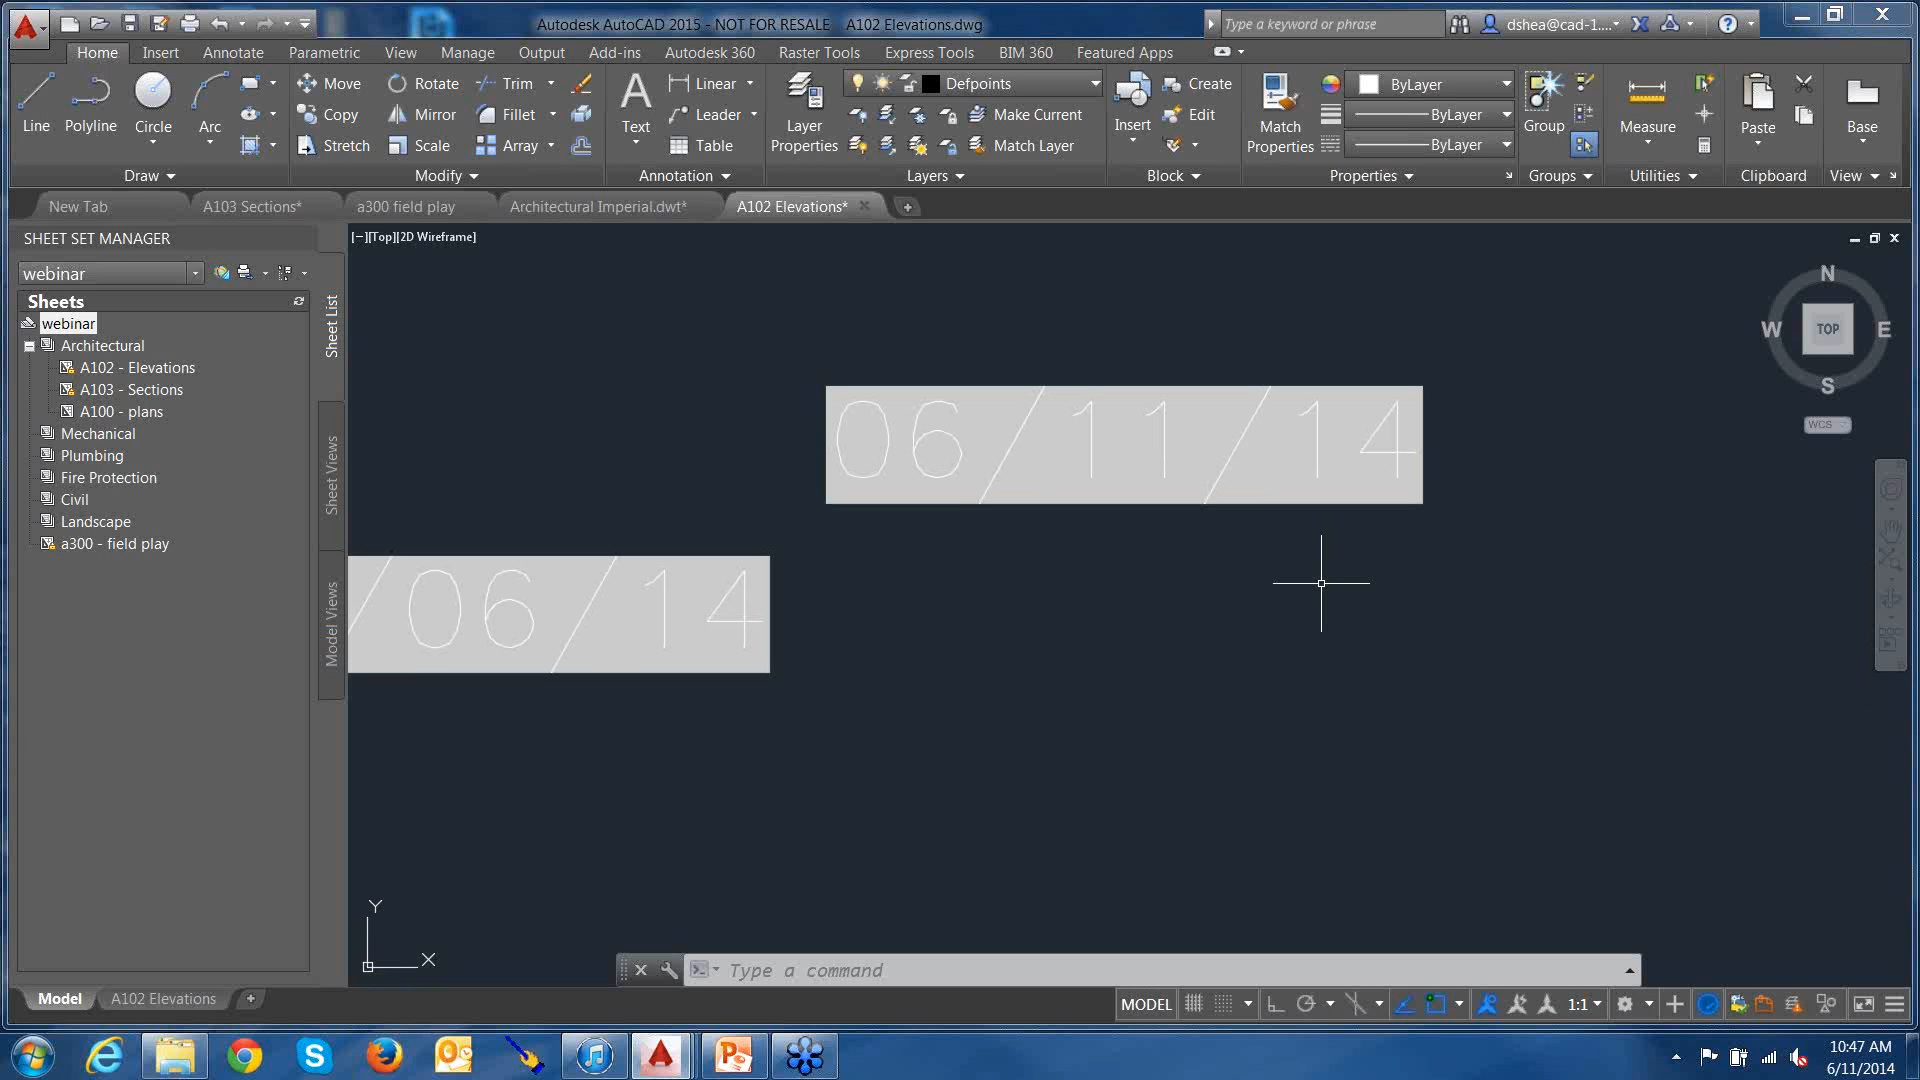 Autodesk AutoCAD 2015 - NOT FOR RESALE A102 Elevations.dwg
Type a keyword or phrase
dshea@cad-1....
Home Insert Annotate Parametric View Manage Output Add-ins Autodesk 360 Raster Tools Express Tools BIM 360 Featured Apps
Line Polyline Circle Arc
Move Rotate Trim
Copy Mirror Fillet
Stretch Scale Array
Text
Linear
Leader
Table
Layer Properties
Defpoints
Make Current
Match Layer
Insert
Create
Edit
Match Properties
ByLayer
ByLayer
ByLayer
Group
Measure
Paste
Base
Draw Modify Annotation Layers Block Properties Groups Utilities Clipboard View
New Tab A103 Sections* a300 field play Architectural Imperial.dwt* A102 Elevations*
SHEET SET MANAGER
webinar
Sheets
webinar
Architectural
A102 - Elevations
A103 - Sections
A100 - plans
Mechanical
Plumbing
Fire Protection
Civil
Landscape
a300 - field play
Sheet List
Sheet Views
Model Views
[−][Top][2D Wireframe]
N
W TOP E
S
WCS
06/11/14
/06/14
Y
X
Type a command
Model A102 Elevations
MODEL 1:1
10:47 AM
6/11/2014